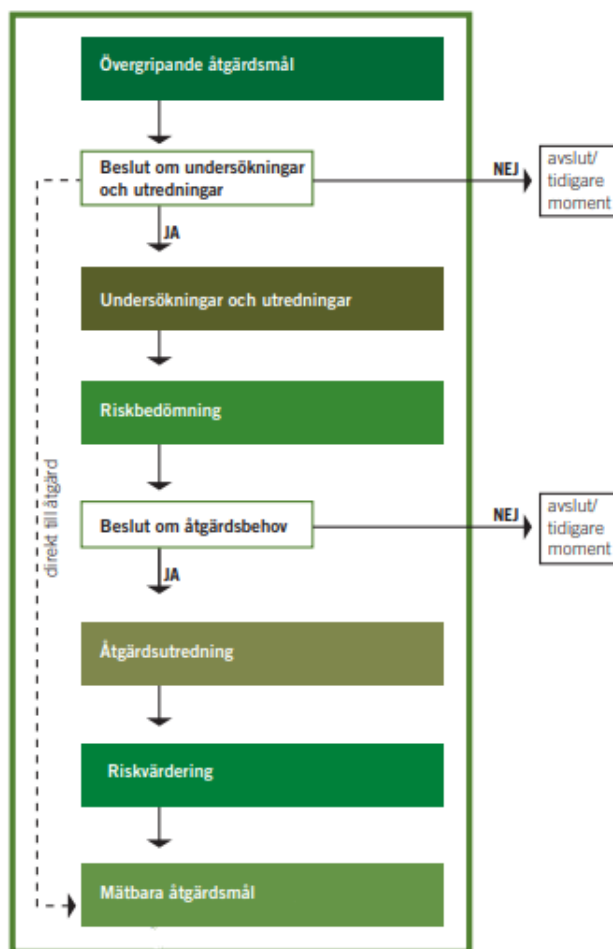 Övergripande åtgärdsmål
Beslut om undersökningar
och utredningar
NEJ
avslut/
tidigare
moment
JA
Undersökningar och utredningar
Riskbedömning
direkt till åtgärd
Beslut om åtgärdsbehov
NEJ
avslut/
tidigare
moment
JA
Åtgärdsutredning
Riskvärdering
Mätbara åtgärdsmål